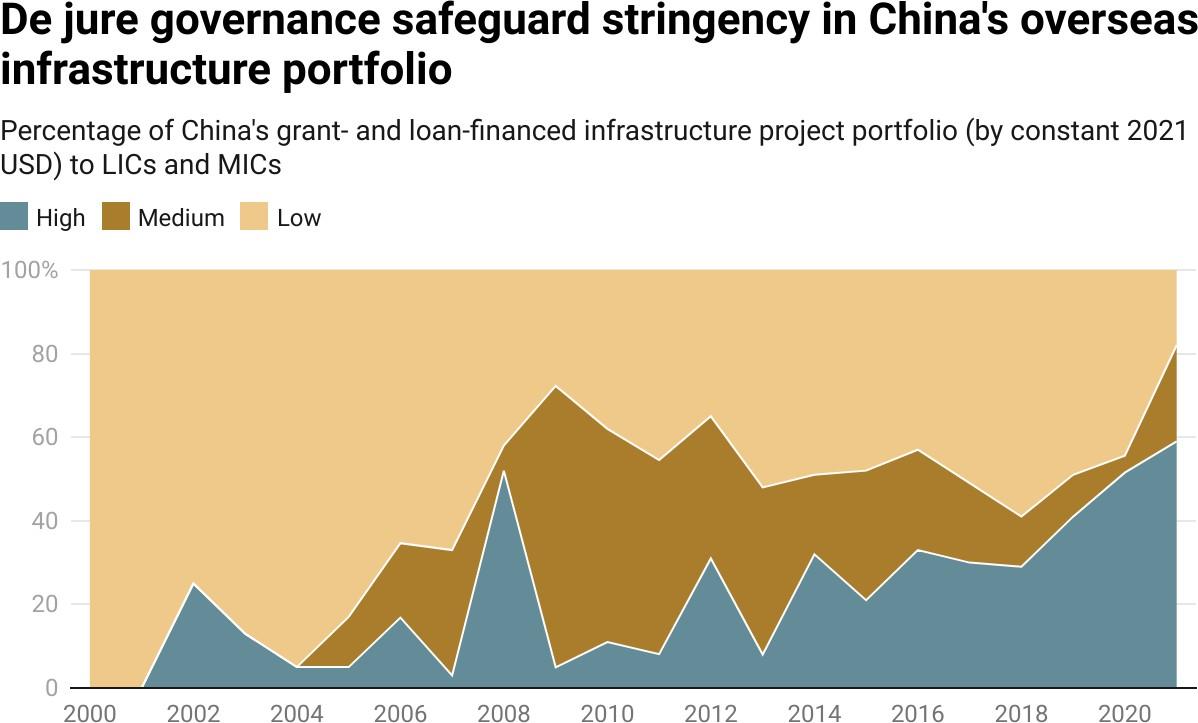 De jure governance safeguard stringency in China's overseas
infrastructure portfolio
Percentage of China's grant- and loan-financed infrastructure project portfolio (by constant 2021
USD) to LICs and MICs
High Medium Low
100%
80
60
40
20
0
2000 2002 2004 2006 2008 2010 2012 2014 2016 2018 2020